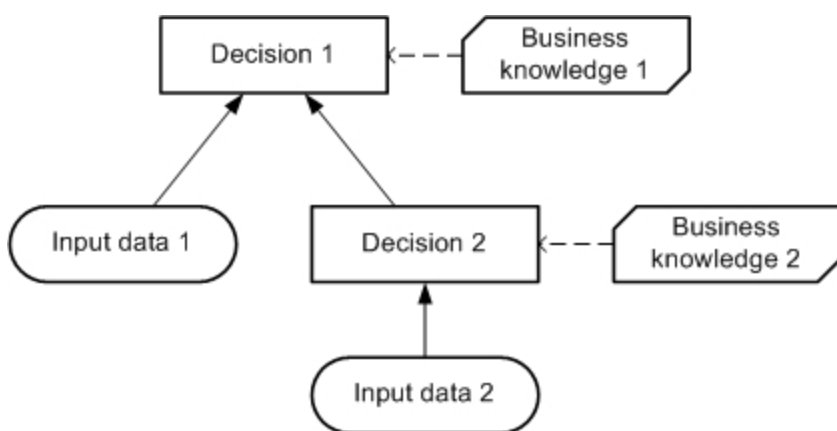 Decision 1
Business
knowledge 1
Input data 1
Decision 2
Business
knowledge 2
Input data 2